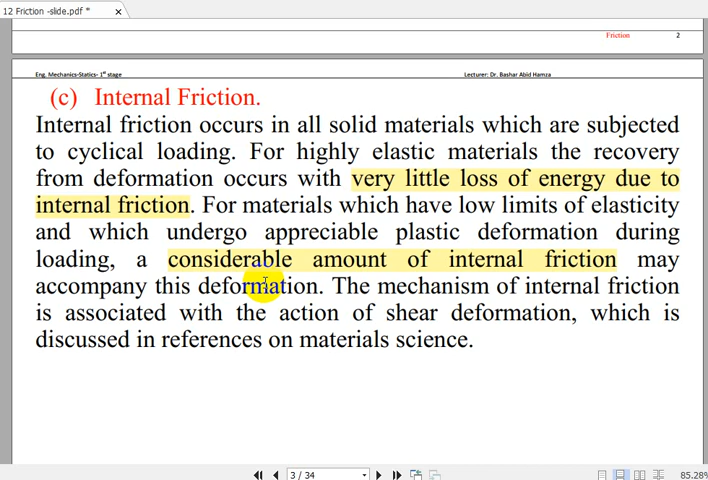 12 Friction -slide.pdf *
Friction 2
Eng. Mechanics-Statics- 1st stage Lecturer: Dr. Bashar Abid Hamza
(c) Internal Friction.
Internal friction occurs in all solid materials which are subjected
to cyclical loading. For highly elastic materials the recovery
from deformation occurs with very little loss of energy due to
internal friction. For materials which have low limits of elasticity
and which undergo appreciable plastic deformation during
loading, a considerable amount of internal friction may
accompany this deformation. The mechanism of internal friction
is associated with the action of shear deformation, which is
discussed in references on materials science.
3 / 34 85.28%